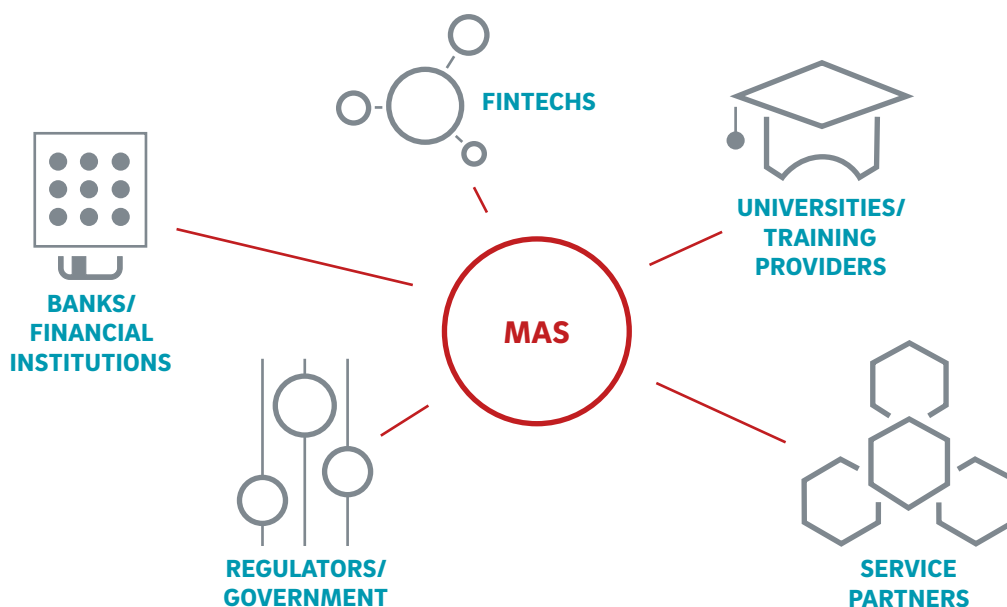 FINTECHS
UNIVERSITIES/
TRAINING
PROVIDERS
BANKS/
FINANCIAL
INSTITUTIONS
MAS
REGULATORS/
GOVERNMENT
SERVICE
PARTNERS